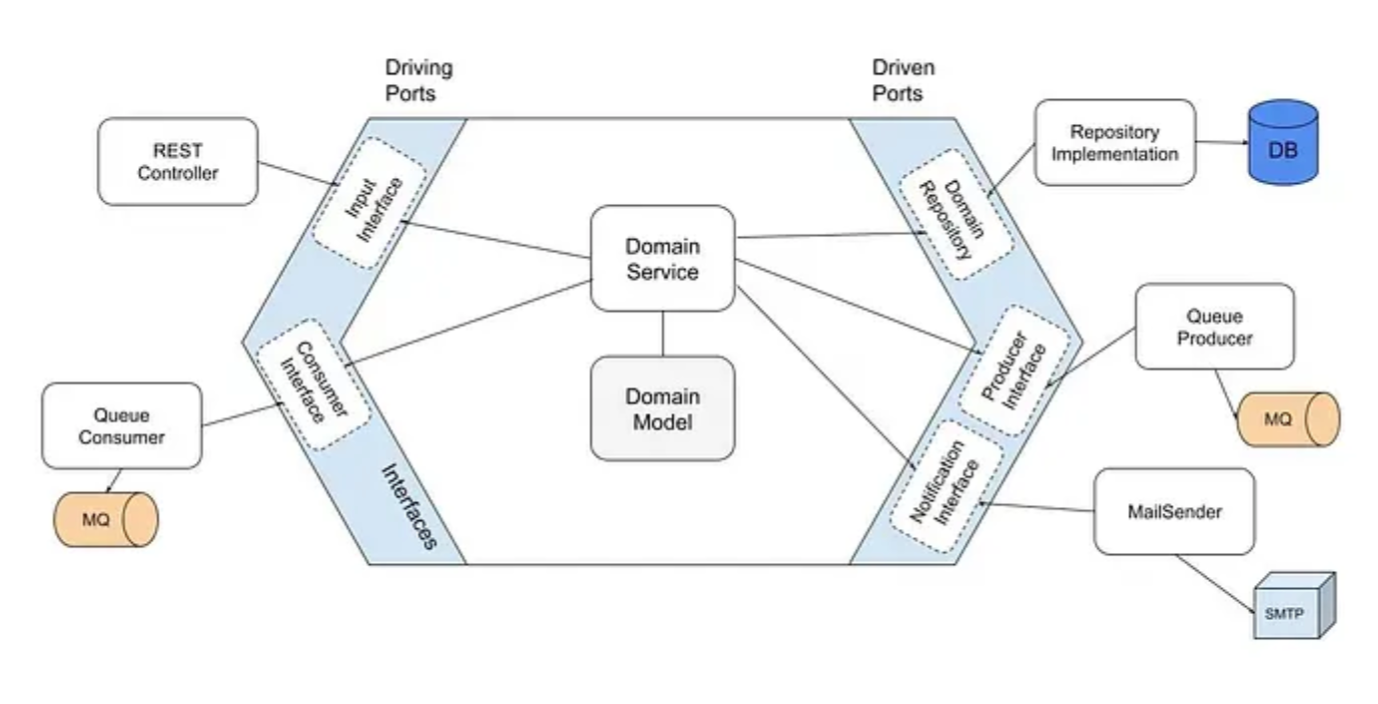 Driving
Ports
Driven
Ports
REST
Controller
Input
Interface
Domain
Service
Domain
Repository
Repository
Implementation
DB
Queue
Consumer
MQ
Consumer
Interface
Interfaces
Domain
Model
Producer
Interface
Queue
Producer
MQ
Notification
Interface
MailSender
SMTP